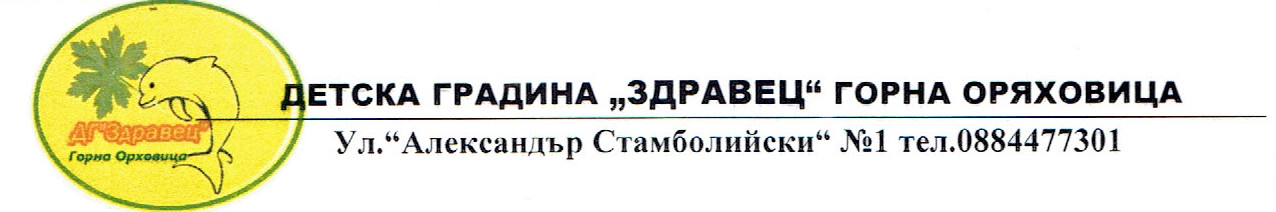 ДГ"Здравец"
Горна Орховица
ДЕТСКА ГРАДИНА „ЗДРАВЕЦ“ ГОРНА ОРЯХОВИЦА
Ул.“Александър Стамболийски“ №1 тел.0884477301